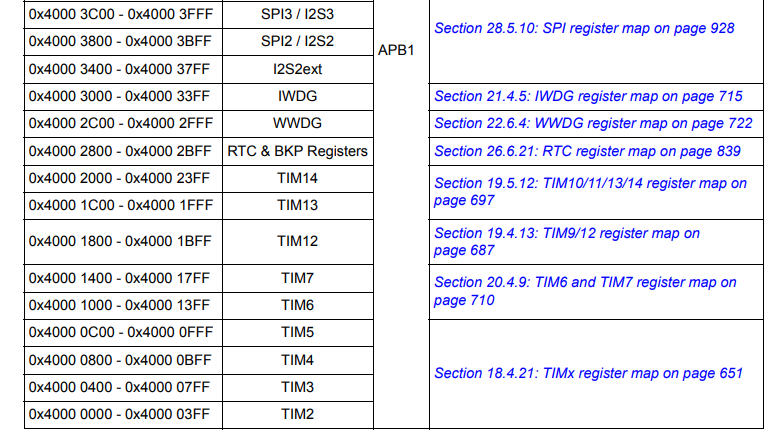 0x4000 3C00 - 0x4000 3FFF SPI3 / I2S3
APB1
Section 28.5.10: SPI register map on page 928
0x4000 3800 - 0x4000 3BFF SPI2 / I2S2
0x4000 3400 - 0x4000 37FF I2S2ext
0x4000 3000 - 0x4000 33FF IWDG Section 21.4.5: IWDG register map on page 715
0x4000 2C00 - 0x4000 2FFF WWDG Section 22.6.4: WWDG register map on page 722
0x4000 2800 - 0x4000 2BFF RTC & BKP Registers Section 26.6.21: RTC register map on page 839
0x4000 2000 - 0x4000 23FF TIM14 Section 19.5.12: TIM10/11/13/14 register map on
page 697
0x4000 1C00 - 0x4000 1FFF TIM13
0x4000 1800 - 0x4000 1BFF TIM12 Section 19.4.13: TIM9/12 register map on
page 687
0x4000 1400 - 0x4000 17FF TIM7 Section 20.4.9: TIM6 and TIM7 register map on
page 710
0x4000 1000 - 0x4000 13FF TIM6
0x4000 0C00 - 0x4000 0FFF TIM5
Section 18.4.21: TIMx register map on page 651
0x4000 0800 - 0x4000 0BFF TIM4
0x4000 0400 - 0x4000 07FF TIM3
0x4000 0000 - 0x4000 03FF TIM2